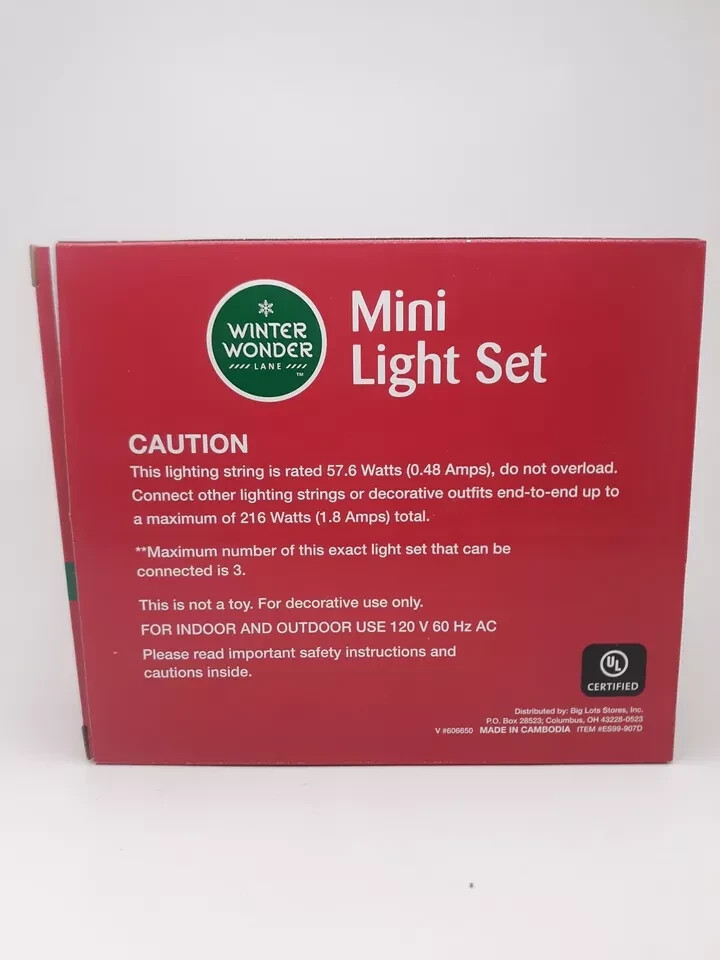 WINTER
WONDER
LANE
TM
Mini
Light Set
CAUTION
This lighting string is rated 57.6 Watts (0.48 Amps), do not overload.
Connect other lighting strings or decorative outfits end-to-end up to
a maximum of 216 Watts (1.8 Amps) total.
**Maximum number of this exact light set that can be
connected is 3.
This is not a toy. For decorative use only.
FOR INDOOR AND OUTDOOR USE 120 V 60 Hz AC
Please read important safety instructions and
cautions inside.
UL
CERTIFIED
Distributed by: Big Lots Stores, Inc.
P.O. Box 28523; Columbus, OH 43228-0523
V #606650 MADE IN CAMBODIA ITEM #ES99-907D